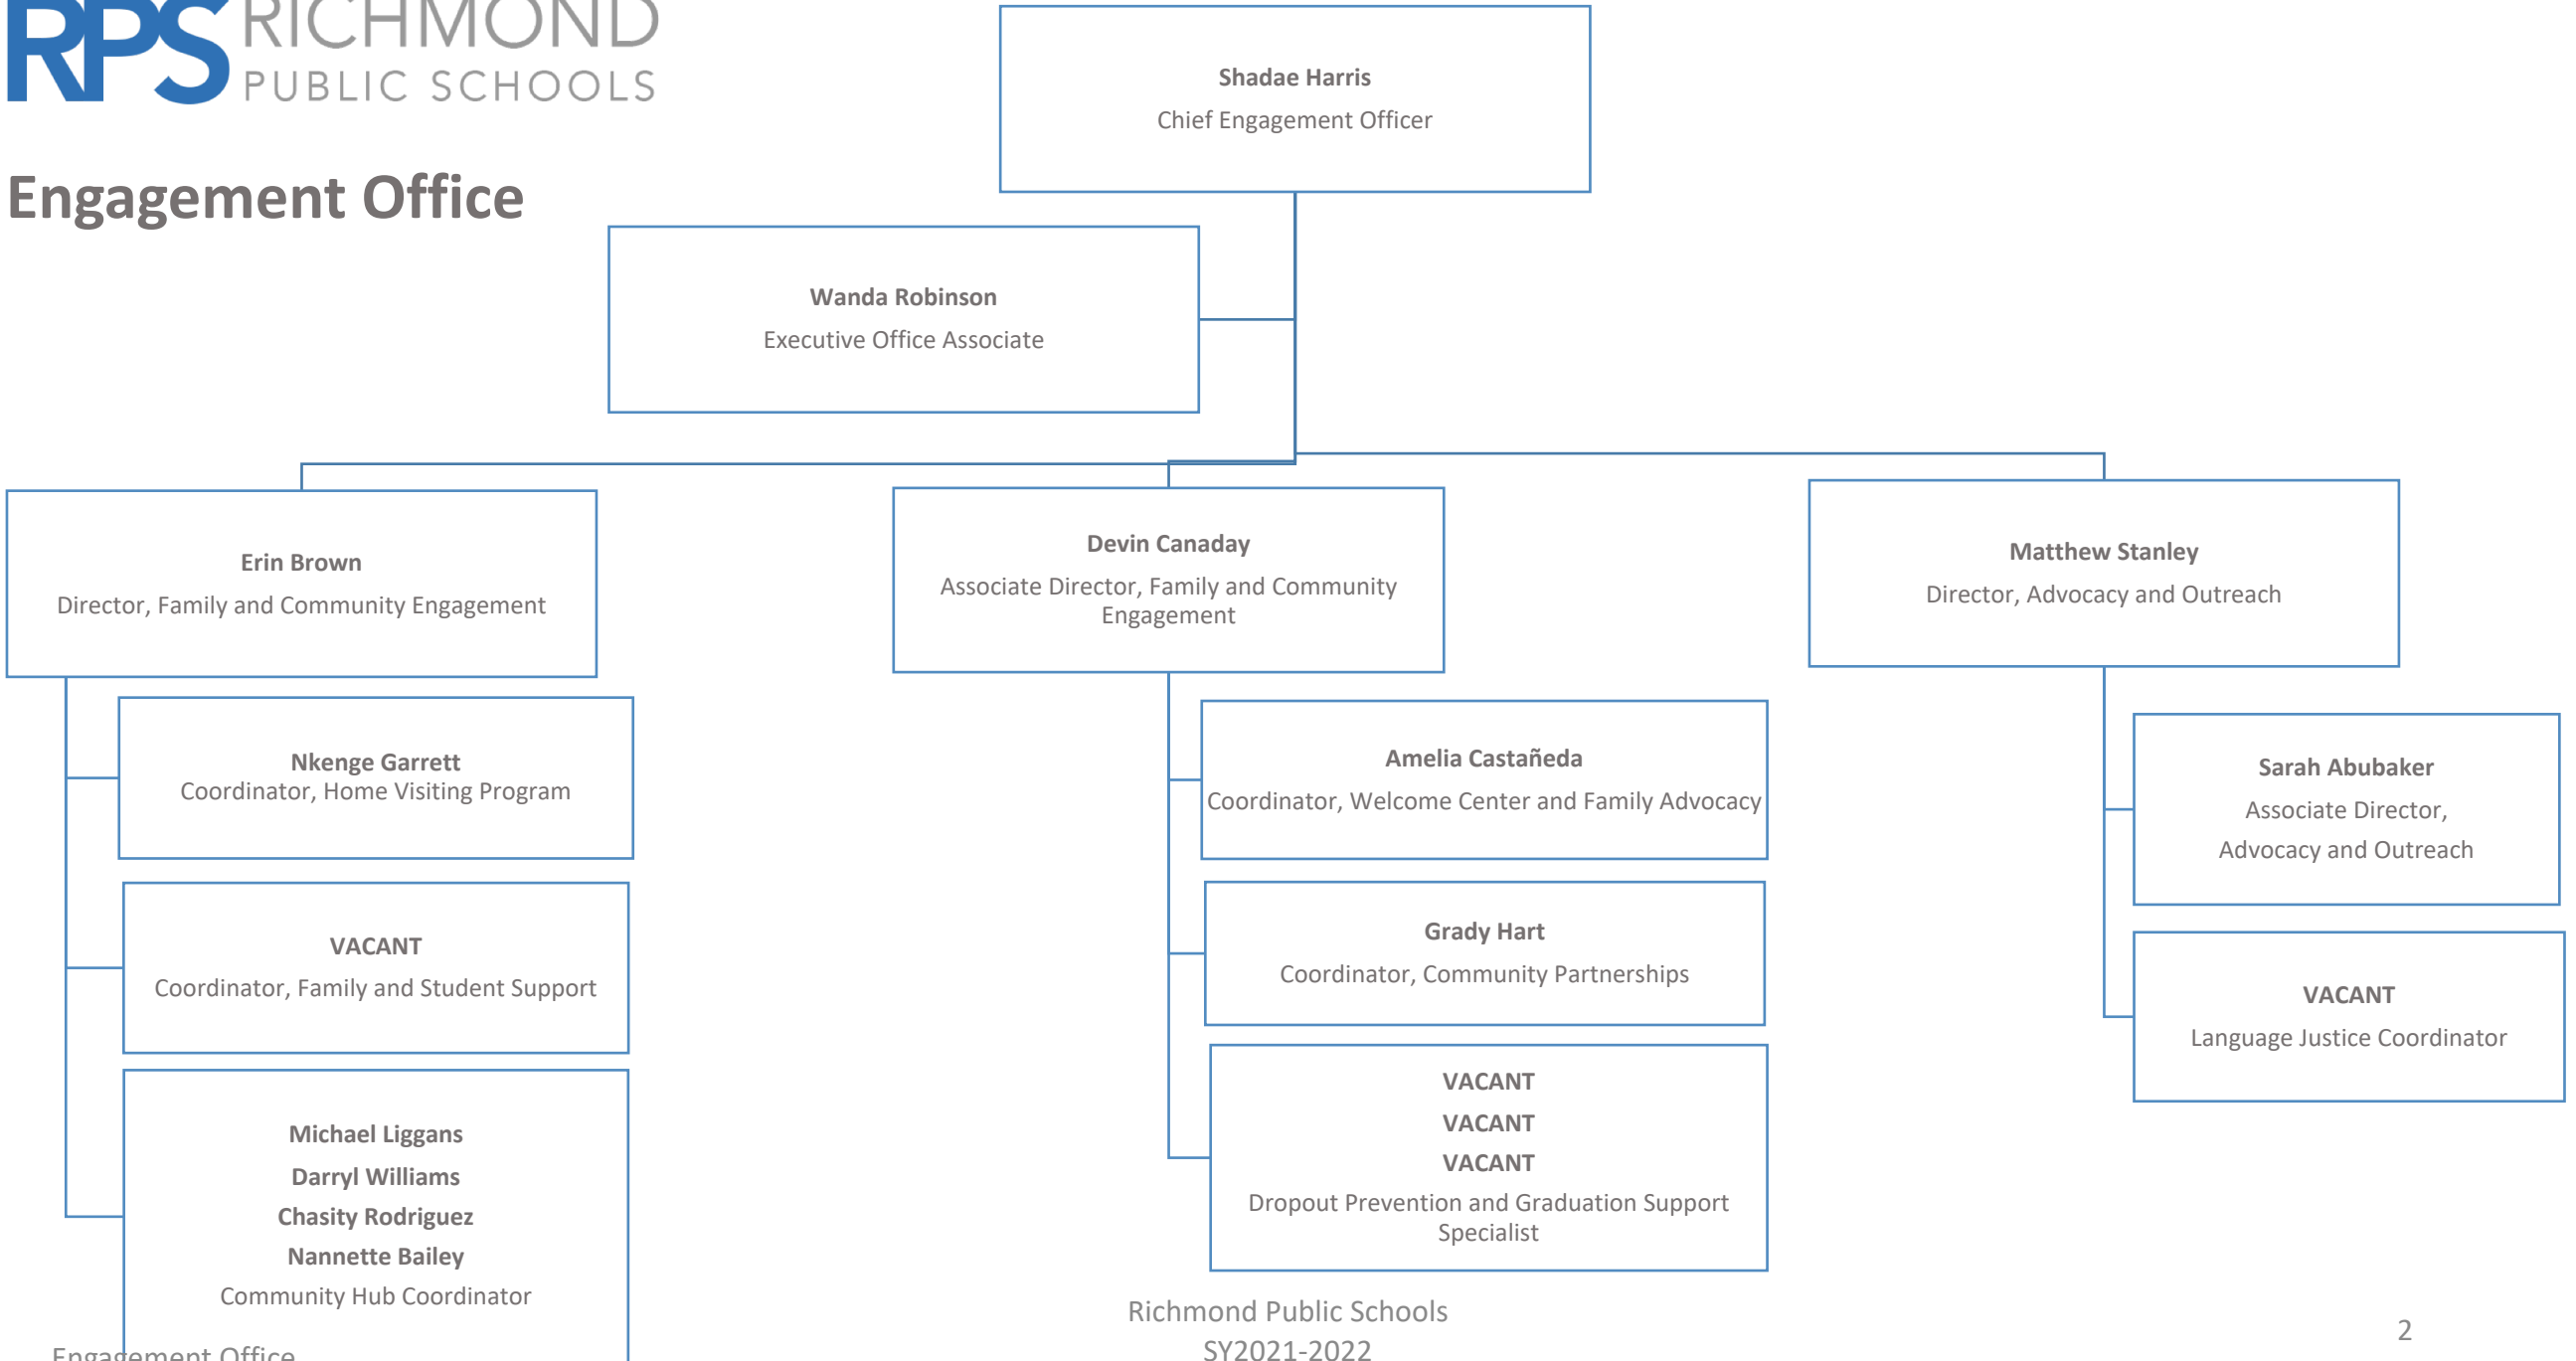 RPS RICHMOND
PUBLIC SCHOOLS
Engagement Office
Shadae Harris
Chief Engagement Officer
Wanda Robinson
Executive Office Associate
Erin Brown
Director, Family and Community Engagement
Nkenge Garrett
Coordinator, Home Visiting Program
VACANT
Coordinator, Family and Student Support
Michael Liggans
Darryl Williams
Chasity Rodriguez
Nannette Bailey
Community Hub Coordinator
Devin Canaday
Associate Director, Family and Community
Engagement
Amelia Castañeda
Coordinator, Welcome Center and Family Advocacy
Grady Hart
Coordinator, Community Partnerships
VACANT
VACANT
VACANT
Dropout Prevention and Graduation Support
Specialist
Matthew Stanley
Director, Advocacy and Outreach
Sarah Abubaker
Associate Director,
Advocacy and Outreach
VACANT
Language Justice Coordinator
Engagement Office
Richmond Public Schools
SY2021-2022
2